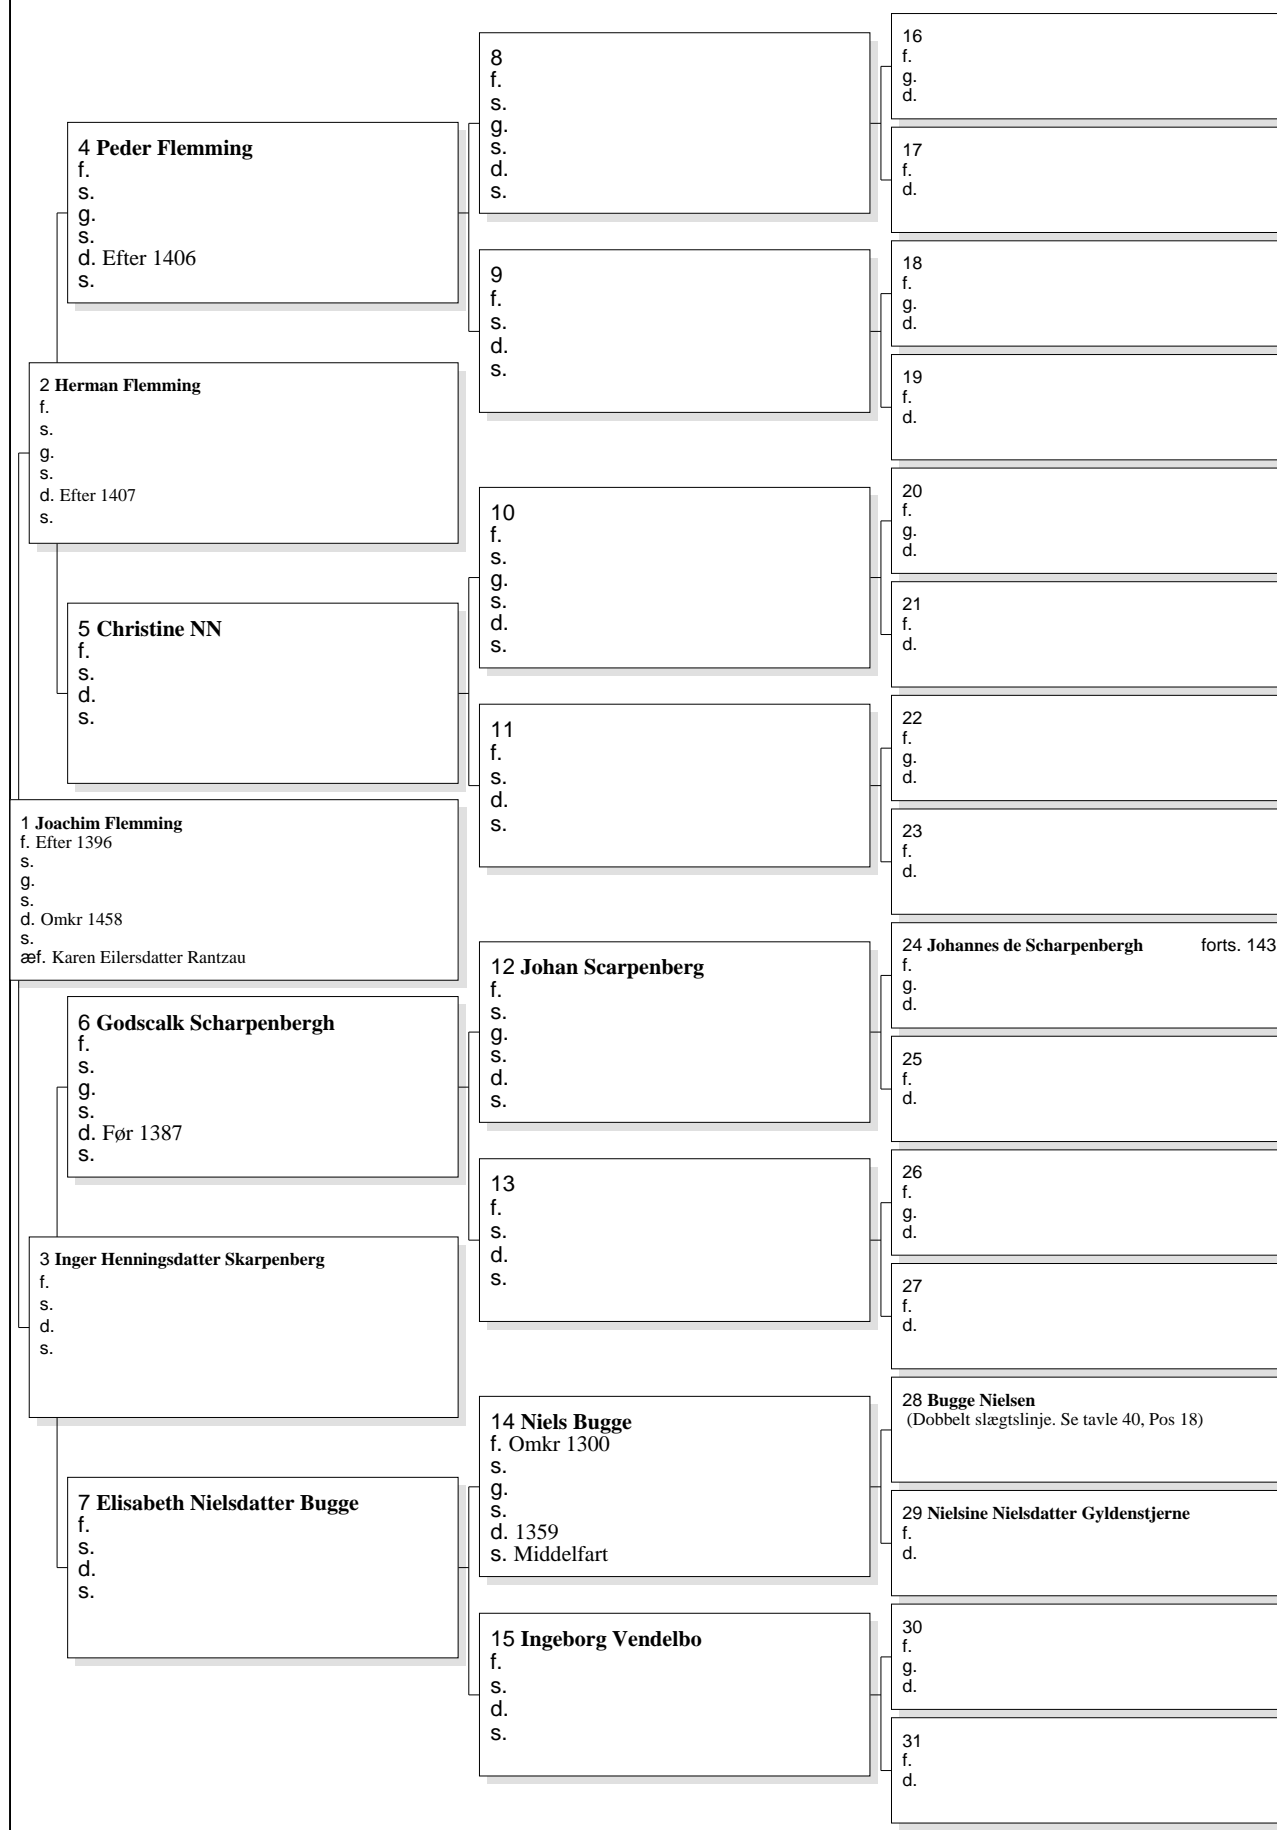 16
f.
g.
d.
17
f.
d.
8
f.
s.
g.
s.
d.
s.
4 Peder Flemming
f.
s.
g.
s.
d. Efter 1406
s.
18
f.
g.
d.
9
f.
s.
d.
s.
19
f.
d.
2 Herman Flemming
f.
s.
g.
s.
d. Efter 1407
s.
20
f.
g.
d.
10
f.
s.
g.
s.
d.
s.
21
f.
d.
5 Christine NN
f.
s.
d.
s.
22
f.
g.
d.
11
f.
s.
d.
s.
23
f.
d.
1 Joachim Flemming
f. Efter 1396
s.
g.
s.
d. Omkr 1458
s.
æf. Karen Eilersdatter Rantzau
24 Johannes de Scharpenbergh forts. 143
f.
g.
d.
12 Johan Scarpenberg
f.
s.
g.
s.
d.
s.
25
f.
d.
6 Godscalk Scharpenbergh
f.
s.
g.
s.
d. Før 1387
s.
26
f.
g.
d.
13
f.
s.
d.
s.
27
f.
d.
3 Inger Henningsdatter Skarpenberg
f.
s.
d.
s.
28 Bugge Nielsen
(Dobbelt slægtslinje. Se tavle 40, Pos 18)
14 Niels Bugge
f. Omkr 1300
s.
g.
s.
d. 1359
s. Middelfart
29 Nielsine Nielsdatter Gyldenstjerne
f.
d.
7 Elisabeth Nielsdatter Bugge
f.
s.
d.
s.
30
f.
g.
d.
15 Ingeborg Vendelbo
f.
s.
d.
s.
31
f.
d.